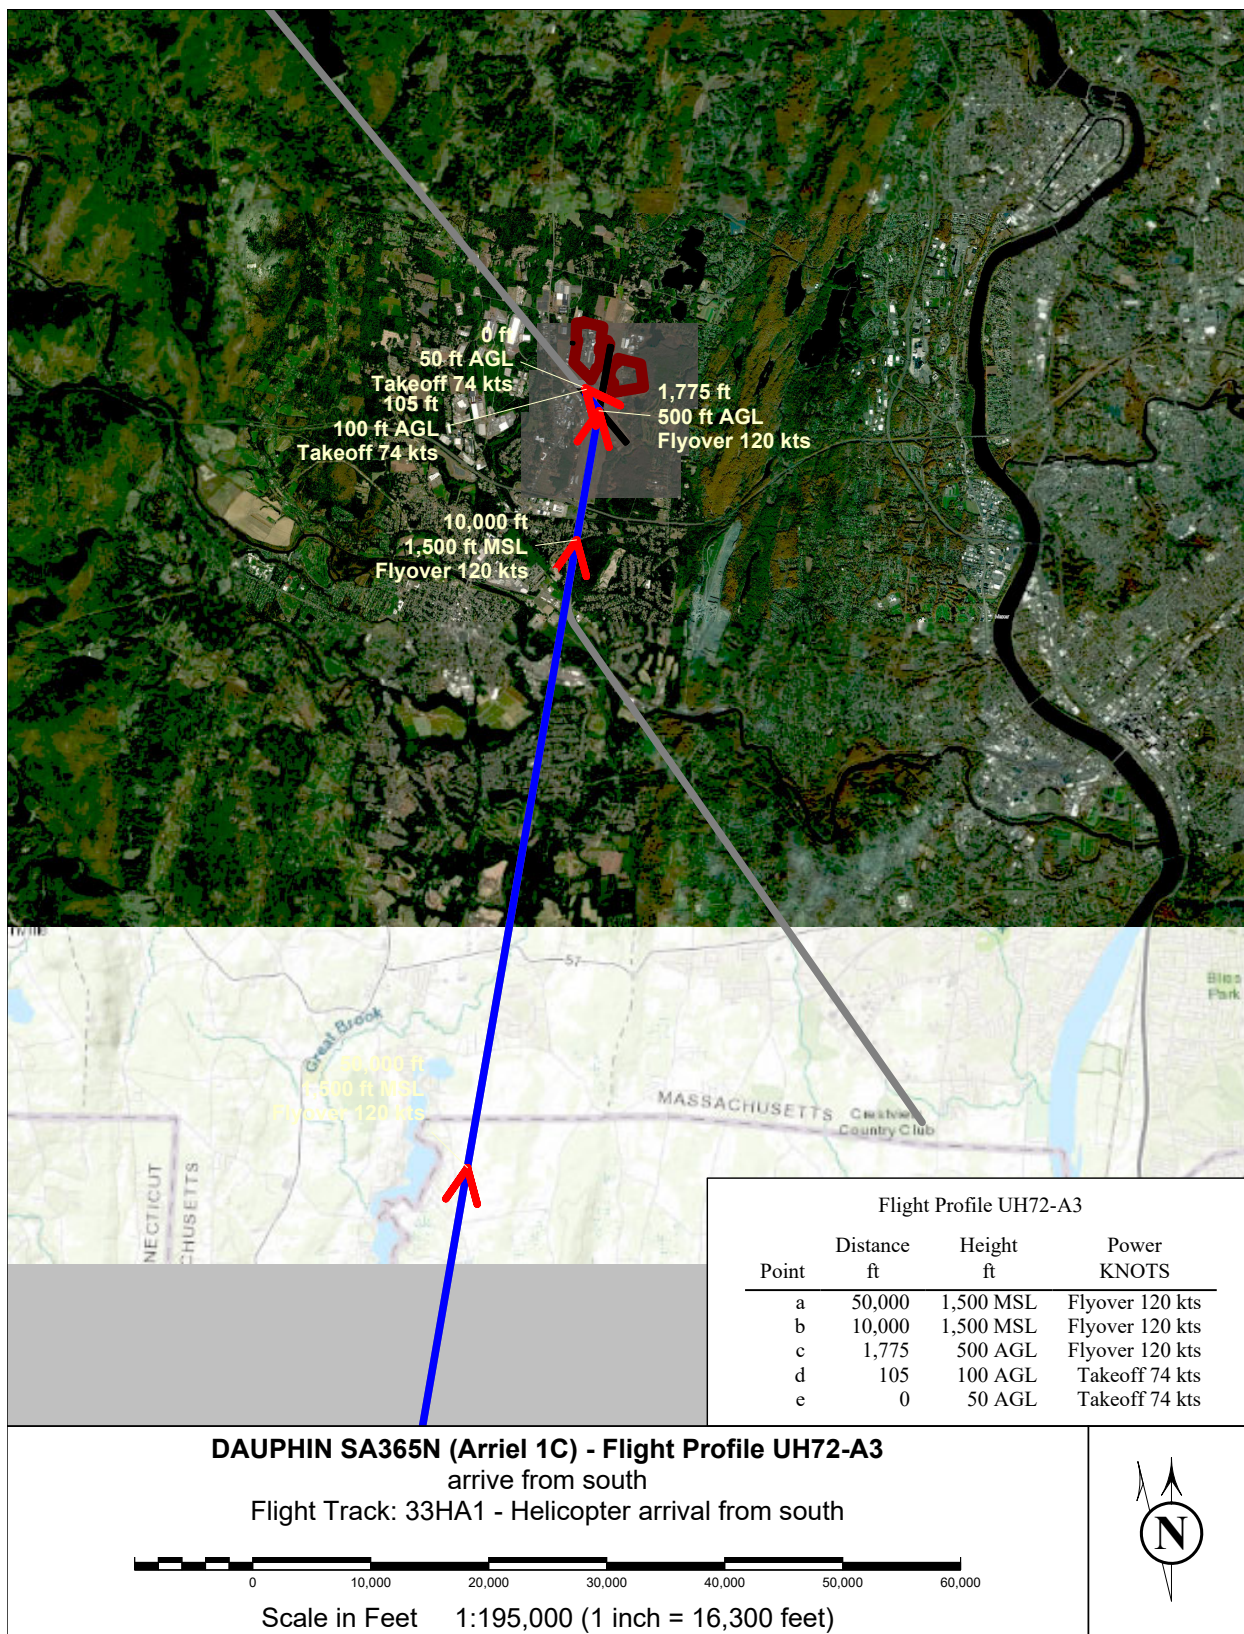 0 ft
50 ft AGL
Takeoff 74 kts
105 ft
100 ft AGL
Takeoff 74 kts
1,775 ft
500 ft AGL
Flyover 120 kts
10,000 ft
1,500 ft MSL
Flyover 120 kts
57
Bliss
Park
Great Brook
50,000 ft
1,500 ft MSL
Flyover 120 kts
MASSACHUSETTS
Crestview
Country Club
NECTICUT
CHUSETTS
Flight Profile UH72-A3
Distance Height Power
Point ft ft KNOTS
a 50,000 1,500 MSL Flyover 120 kts
b 10,000 1,500 MSL Flyover 120 kts
c 1,775 500 AGL Flyover 120 kts
d 105 100 AGL Takeoff 74 kts
e 0 50 AGL Takeoff 74 kts
DAUPHIN SA365N (Arriel 1C) - Flight Profile UH72-A3
arrive from south
Flight Track: 33HA1 - Helicopter arrival from south
0 10,000 20,000 30,000 40,000 50,000 60,000
Scale in Feet 1:195,000 (1 inch = 16,300 feet)
N